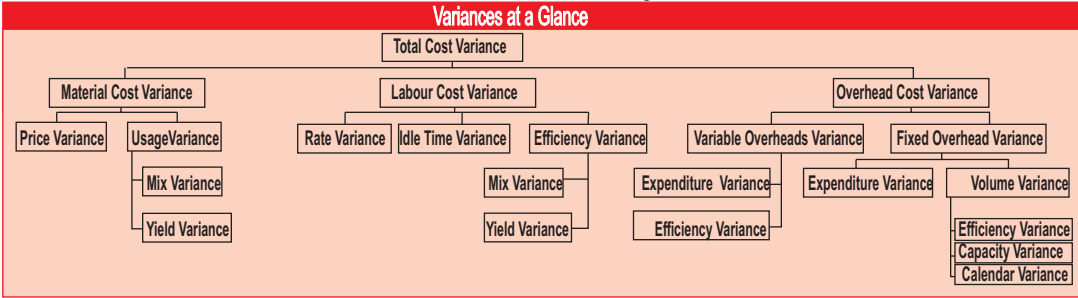 Variances at a Glance
Total Cost Variance
Material Cost Variance
Labour Cost Variance
Overhead Cost Variance
Price Variance
UsageVariance
Rate Variance
Idle Time Variance
Efficiency Variance
Variable Overheads Variance
Fixed Overhead Variance
Mix Variance
Mix Variance
Expenditure Variance
Expenditure Variance
Volume Variance
Yield Variance
Yield Variance
Efficiency Variance
Efficiency Variance
Capacity Variance
Calendar Variance